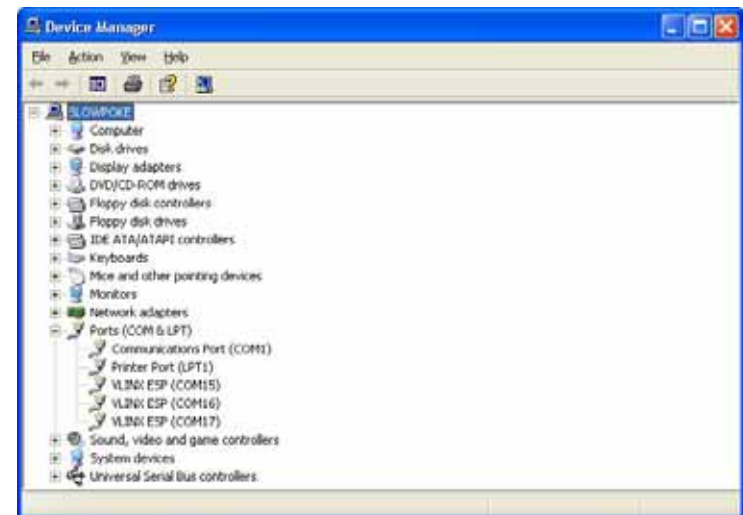 Device Manager
File Action View Help
SLOWPOKE
Computer
Disk drives
Display adapters
DVD/CD-ROM drives
Floppy disk controllers
Floppy disk drives
IDE ATA/ATAPI controllers
Keyboards
Mice and other pointing devices
Monitors
Network adapters
Ports (COM & LPT)
Communications Port (COM1)
Printer Port (LPT1)
VLINX ESP (COM15)
VLINX ESP (COM16)
VLINX ESP (COM17)
Sound, video and game controllers
System devices
Universal Serial Bus controllers